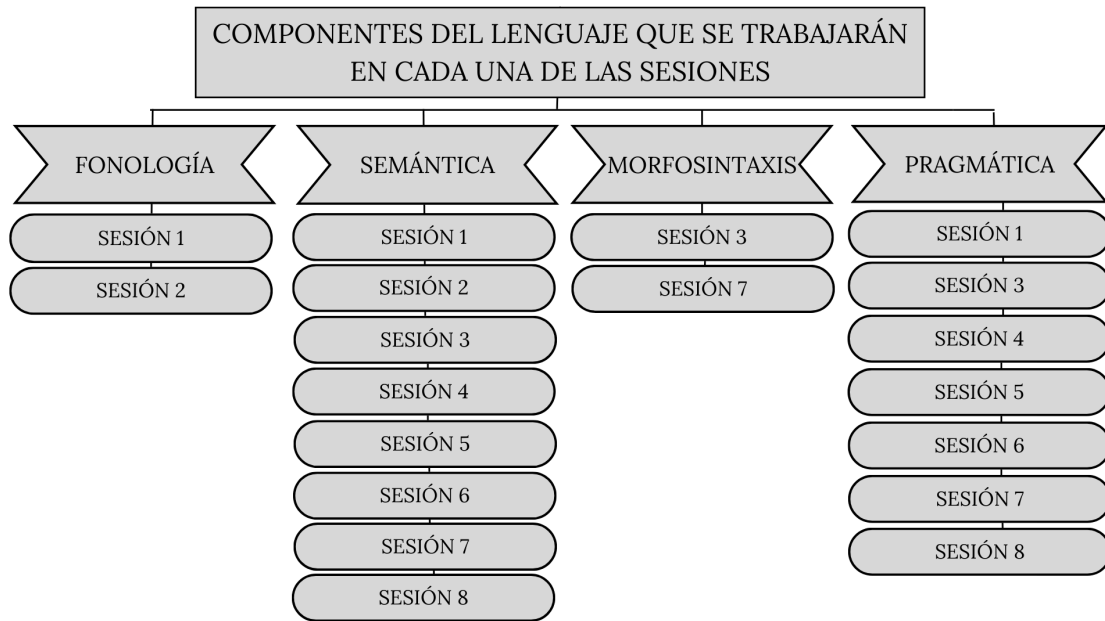 COMPONENTES DEL LENGUAJE QUE SE TRABAJARÁN
EN CADA UNA DE LAS SESIONES
FONOLOGÍA
SESIÓN 1
SESIÓN 2
SEMÁNTICA
SESIÓN 1
SESIÓN 2
SESIÓN 3
SESIÓN 4
SESIÓN 5
SESIÓN 6
SESIÓN 7
SESIÓN 8
MORFOSINTAXIS
SESIÓN 3
SESIÓN 7
PRAGMÁTICA
SESIÓN 1
SESIÓN 3
SESIÓN 4
SESIÓN 5
SESIÓN 6
SESIÓN 7
SESIÓN 8